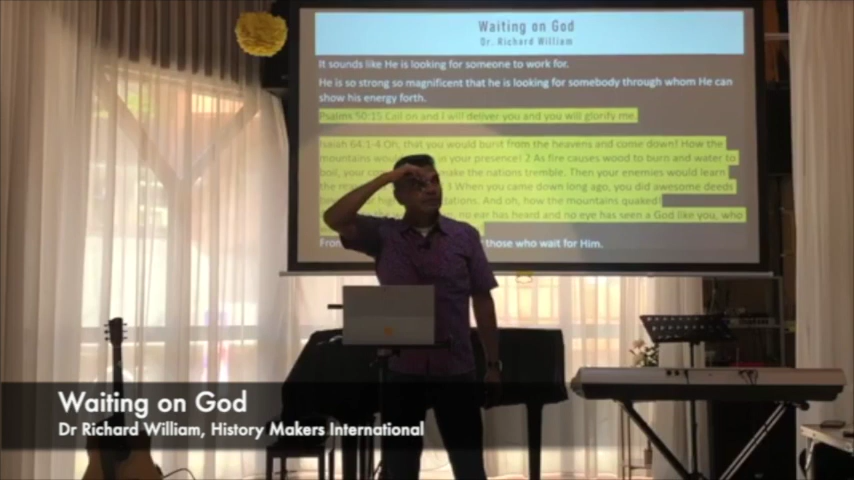 Waiting on God
Dr. Richard William
It sounds like He is looking for someone to work for.
He is so strong so magnificent that he is looking for somebody through whom He can
show his energy forth.
Psalms 50:15 Call on and I will deliver you and you will glorify me.
Isaiah 64:1-4 Oh, that you would burst from the heavens and come down! How the
mountains would in your presence! 2 As fire causes wood to burn and water to
boil, your make the nations tremble. Then your enemies would learn
the 3 When you came down long ago, you did awesome deeds
And oh, how the mountains quaked!
no ear has heard and no eye has seen a God like you, who
those who wait for Him.
Waiting on God
Dr Richard William, History Makers International